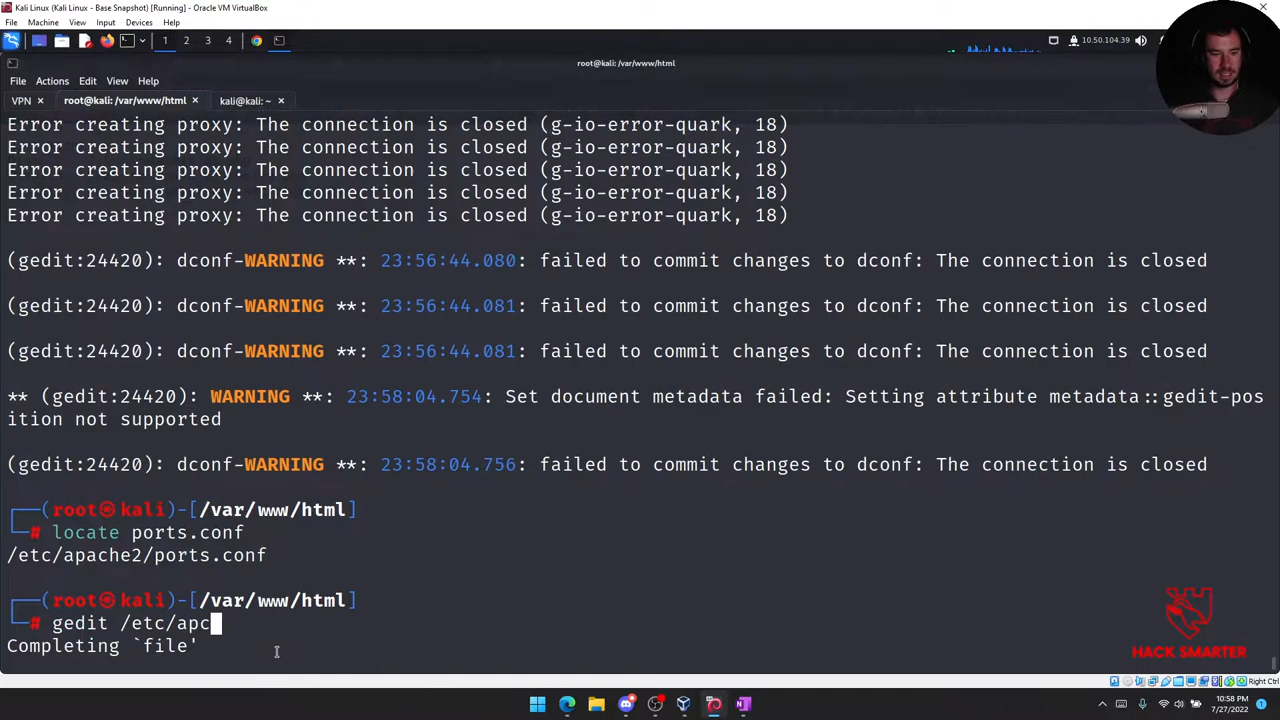 Kali Linux (Kali Linux - Base Snapshot) [Running] - Oracle VM VirtualBox
File Machine View Input Devices Help
1 2 3 4 10.50.104.39
root@kali: /var/www/html
File Actions Edit View Help
VPN × root@kali: /var/www/html × kali@kali: ~ ×
Error creating proxy: The connection is closed (g-io-error-quark, 18)
Error creating proxy: The connection is closed (g-io-error-quark, 18)
Error creating proxy: The connection is closed (g-io-error-quark, 18)
Error creating proxy: The connection is closed (g-io-error-quark, 18)
Error creating proxy: The connection is closed (g-io-error-quark, 18)
(gedit:24420): dconf-WARNING **: 23:56:44.080: failed to commit changes to dconf: The connection is closed
(gedit:24420): dconf-WARNING **: 23:56:44.081: failed to commit changes to dconf: The connection is closed
(gedit:24420): dconf-WARNING **: 23:56:44.081: failed to commit changes to dconf: The connection is closed
** (gedit:24420): WARNING **: 23:58:04.754: Set document metadata failed: Setting attribute metadata::gedit-pos
ition not supported
(gedit:24420): dconf-WARNING **: 23:58:04.756: failed to commit changes to dconf: The connection is closed
┌──(root㉿kali)-[/var/www/html]
└─# locate ports.conf
/etc/apache2/ports.conf
┌──(root㉿kali)-[/var/www/html]
└─# gedit /etc/apc
Completing `file'
HACK SMARTER
Right Ctrl
10:58 PM
7/27/2022